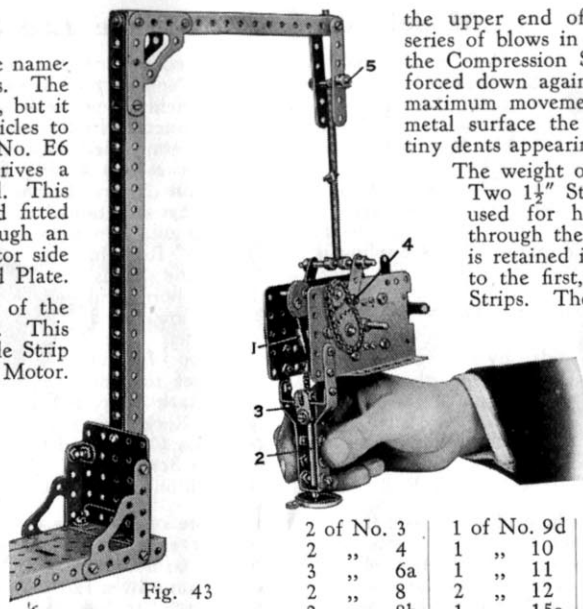 e name-
s. The
, but it
icles to
No. E6
rives a
l. This
d fitted
ugh an
tor side
d Plate.
of the
. This
le Strip
Motor.
5
4
1
3
2
Fig. 43
the upper end of
series of blows in
the Compression S
forced down again
maximum movemen
metal surface the
tiny dents appearin
The weight o
Two 1½″ St
used for h
through the
is retained i
to the first,
Strips. The
2 of No. 3 1 of No. 9d
2 „ 4 1 „ 10
3 „ 6a 1 „ 11
2 „ 8 2 „ 12